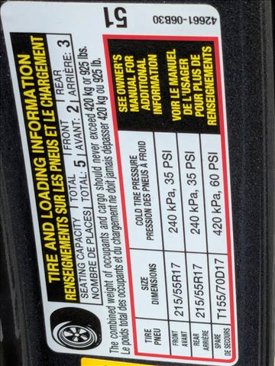 42661-06B30
51
TIRE AND LOADING INFORMATION
RENSEIGNEMENTS SUR LES PNEUS ET LE CHARGEMENT
SEATING CAPACITY | TOTAL | FRONT | REAR
NOMBRE DE PLACES | TOTAL: 5 | AVANT: 2 | ARRIÈRE: 3
The combined weight of occupants and cargo should never exceed 420 kg or 925 lbs.
Le poids total des occupants et du chargement ne doit jamais dépasser 420 kg ou 925 lb.
TIRE SIZE COLD TIRE PRESSURE
PNEU DIMENSIONS PRESSION DES PNEUS À FROID
FRONT
AVANT 215/55R17 240 kPa, 35 PSI
REAR
ARRIÈRE 215/55R17 240 kPa, 35 PSI
SPARE
DE SECOURS T155/70D17 420 kPa, 60 PSI
SEE OWNER'S
MANUAL FOR
ADDITIONAL
INFORMATION
VOIR LE MANUEL
DE L'USAGER
POUR PLUS DE
RENSEIGNEMENTS